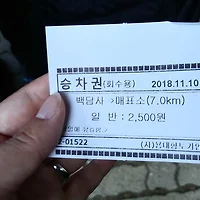 승 차 권 (회수용) 2018.11.10
백담사 ->매표소(7.0km)
일 반 : 2,500원
2-01522 (사)용대향토기업